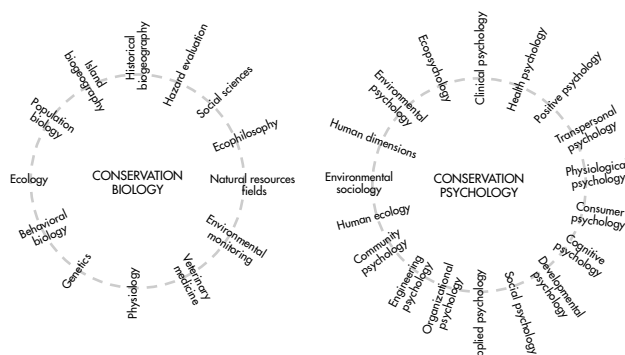 CONSERVATION
BIOLOGY
Historical
biogeography
Hazard evaluation
Social sciences
Ecophilosophy
Natural resources
fields
Environmental
monitoring
Veterinary
medicine
Physiology
Genetics
Behavioral
biology
Ecology
Population
biology
Island
biogeography
CONSERVATION
PSYCHOLOGY
Clinical psychology
Health psychology
Positive psychology
Transpersonal
psychology
Physiologica
psychology
Consumer
psychology
Cognitive
psychology
Developmental
psychology
Social psychology
pplied psychology
Organizational
psychology
Engineering
psychology
Community
psychology
Human ecology
Environmental
sociology
Human dimensions
Environmental
psychology
Ecopsychology